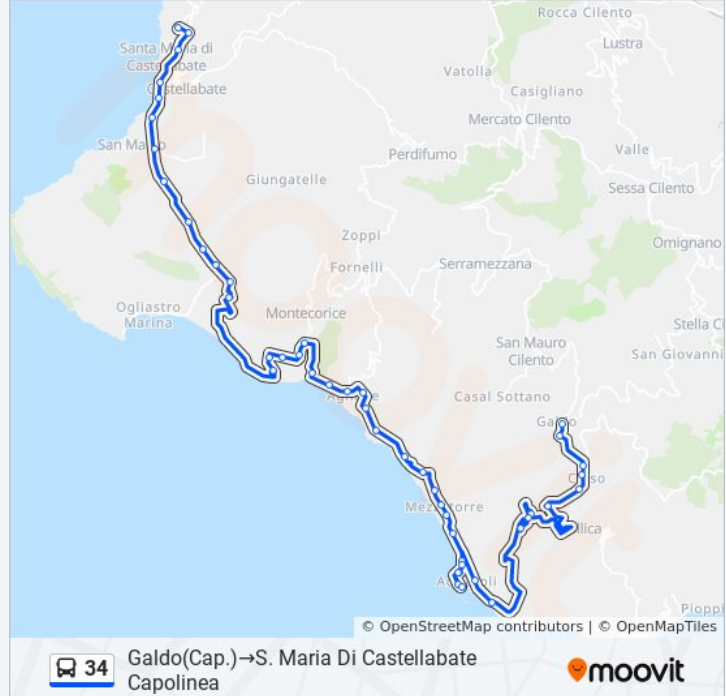 Rocca Cilento
Lustra
Santa Maria di
Castellabate
Vatolla
Castellabate
Casigliano
Mercato Cilento
San Marco
Perdifumo
Valle
Giungatelle
Sessa Cilento
Zoppi
Omignano
Fornelli
Serramezzana
Ogliastro
Marina
Montecorice
Stella Ci
San Mauro
Cilento
San Giovanni
Agnone
Casal Sottano
Galdo
Mezzatorre
Pioppi
© OpenStreetMap contributors | © OpenMapTiles
34
Galdo(Cap.)→S. Maria Di Castellabate
Capolinea
moovit